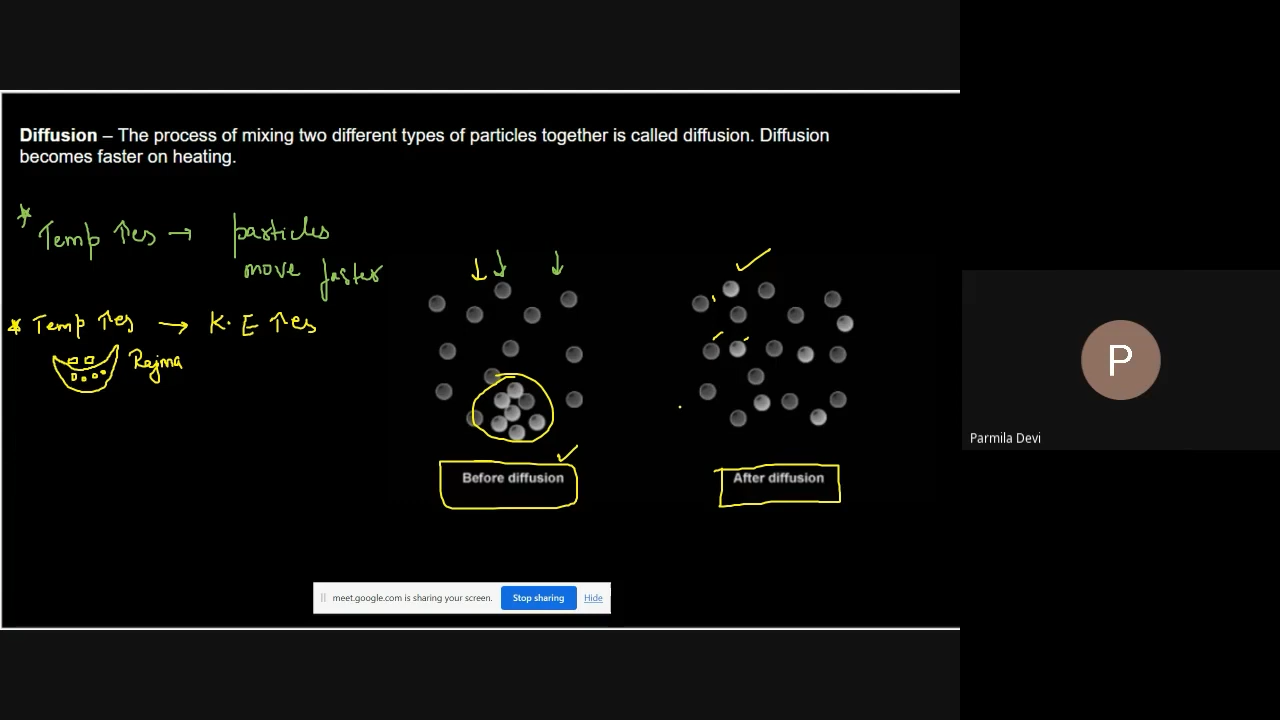 Diffusion – The process of mixing two different types of particles together is called diffusion. Diffusion
becomes faster on heating.
* Temp ↑es → particles
move faster
* Temp ↑es → K.E ↑es
Rajma
Before diffusion
After diffusion
P
Parmila Devi
meet.google.com is sharing your screen.
Stop sharing
Hide